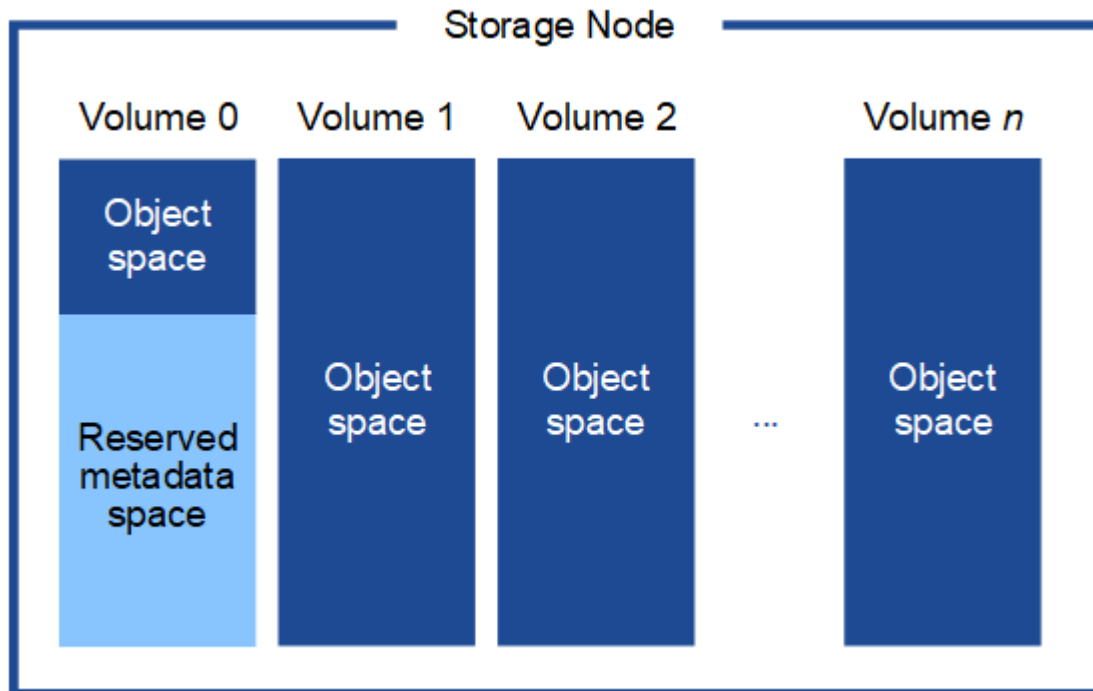 Storage Node
Volume 0
Volume 1
Volume 2
Volume n
Object
space
Reserved
metadata
space
Object
space
Object
space
...
Object
space